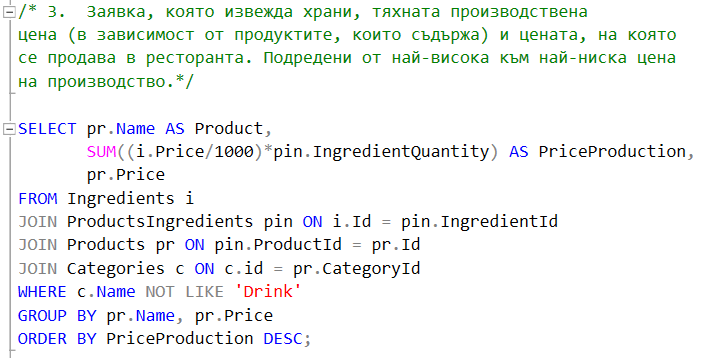 /* 3. Заявка, която извежда храни, тяхната производствена
цена (в зависимост от продуктите, които съдържа) и цената, на която
се продава в ресторанта. Подредени от най-висока към най-ниска цена
на производство.*/
SELECT pr.Name AS Product,
SUM((i.Price/1000)*pin.IngredientQuantity) AS PriceProduction,
pr.Price
FROM Ingredients i
JOIN ProductsIngredients pin ON i.Id = pin.IngredientId
JOIN Products pr ON pin.ProductId = pr.Id
JOIN Categories c ON c.id = pr.CategoryId
WHERE c.Name NOT LIKE 'Drink'
GROUP BY pr.Name, pr.Price
ORDER BY PriceProduction DESC;